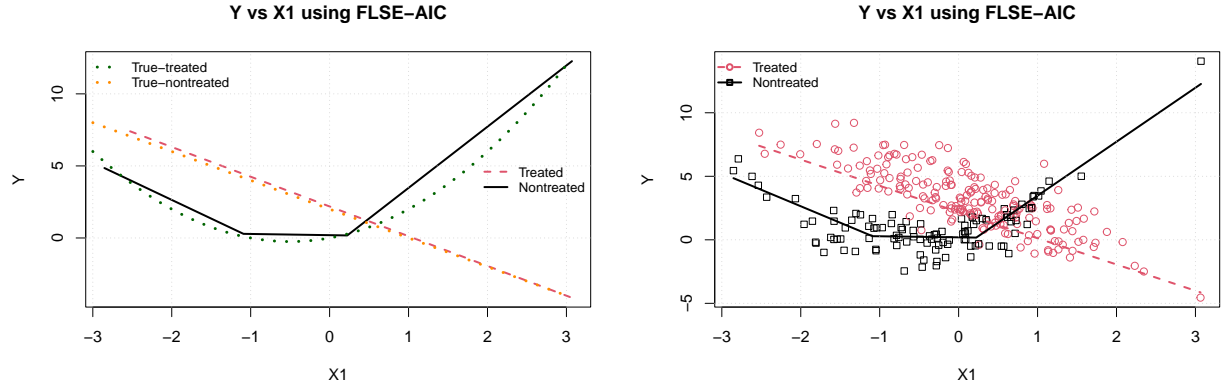 Y vs X1 using FLSE−AIC
True−treated
True−nontreated
Treated
Nontreated
10
5
0
Y
−3 −2 −1 0 1 2 3
X1
Y vs X1 using FLSE−AIC
Treated
Nontreated
10
5
0
−5
Y
−3 −2 −1 0 1 2 3
X1